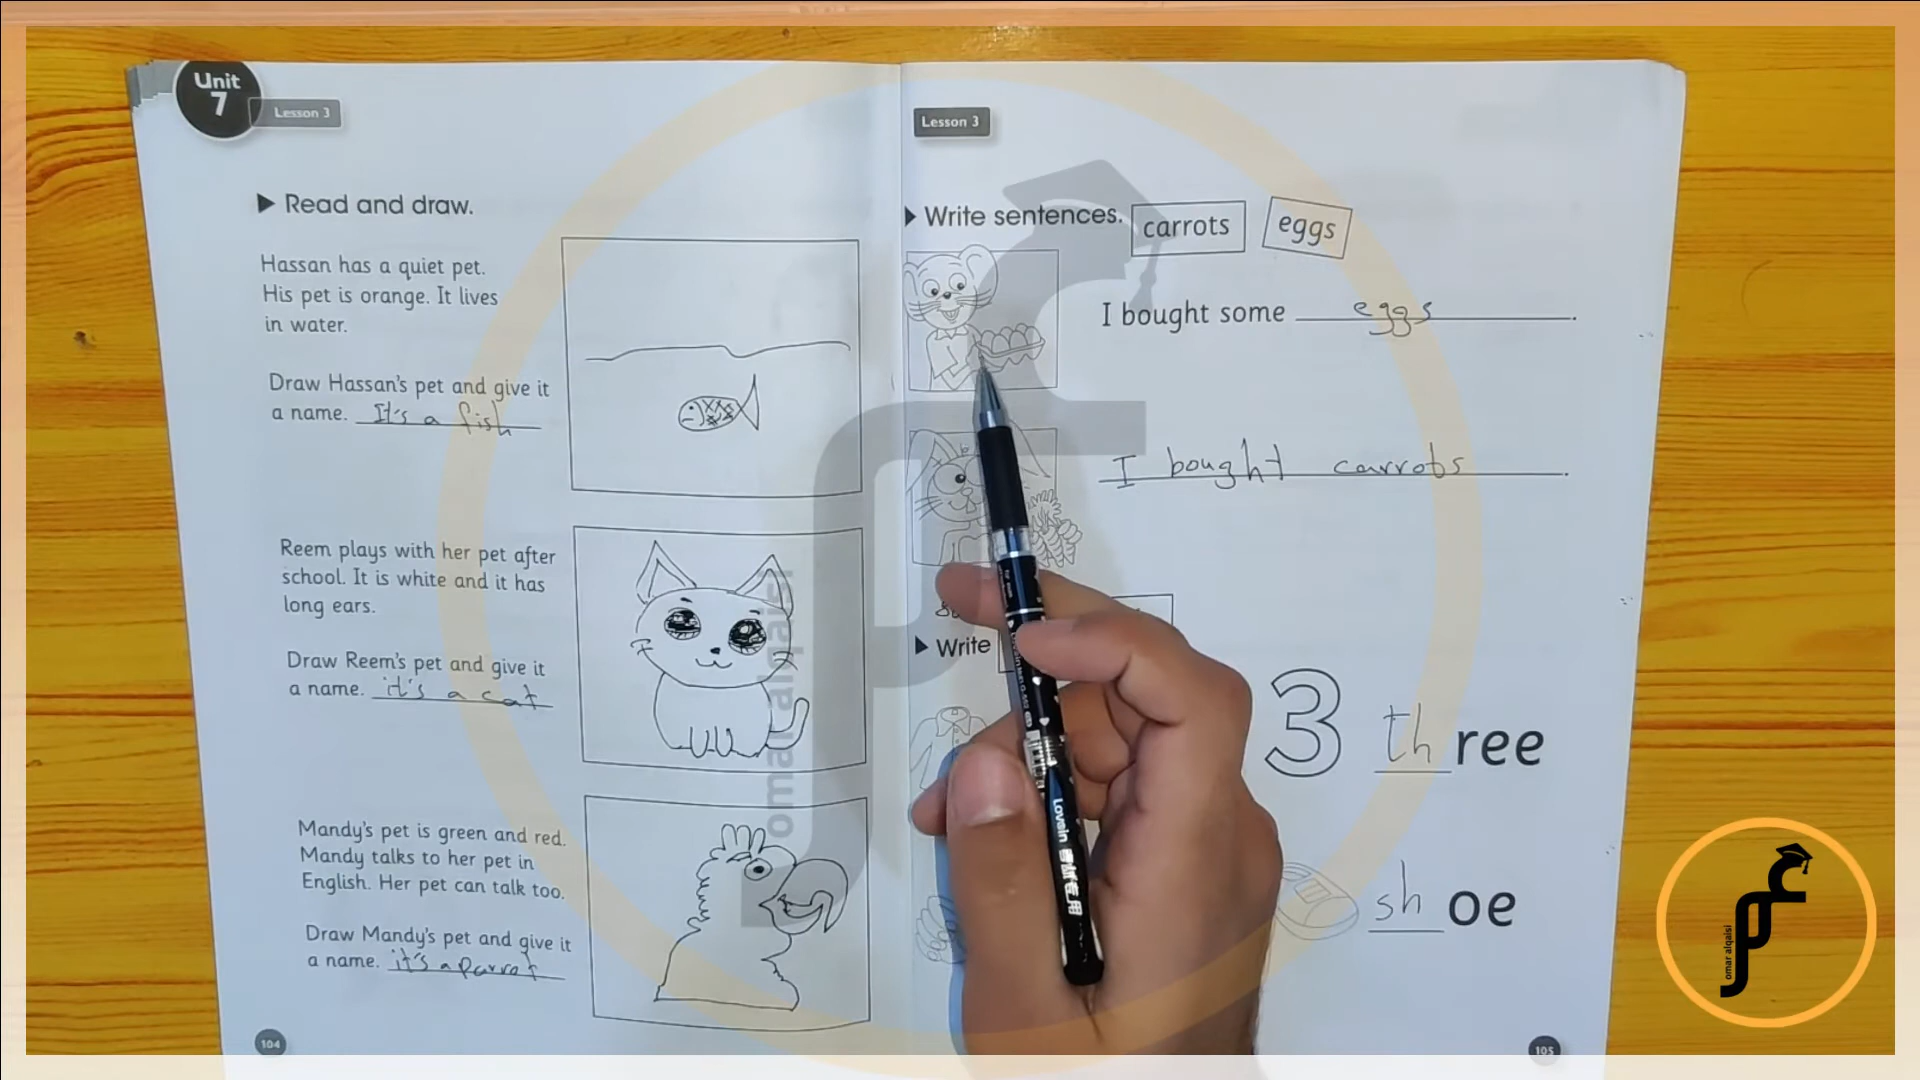 Unit
7
Lesson 3
Read and draw.
Hassan has a quiet pet.
His pet is orange. It lives
in water.
Draw Hassan's pet and give it
a name. It's a fish
Reem plays with her pet after
school. It is white and it has
long ears.
Draw Reem's pet and give it
a name. it's a cat
Mandy's pet is green and red.
Mandy talks to her pet in
English. Her pet can talk too.
Draw Mandy's pet and give it
a name. it's a Parrot
104
Lesson 3
Write sentences. carrots eggs
I bought some eggs.
I bought carrots.
Write
3 three
shoe
105
omar alqaisi
omar alqaisi
Lovein